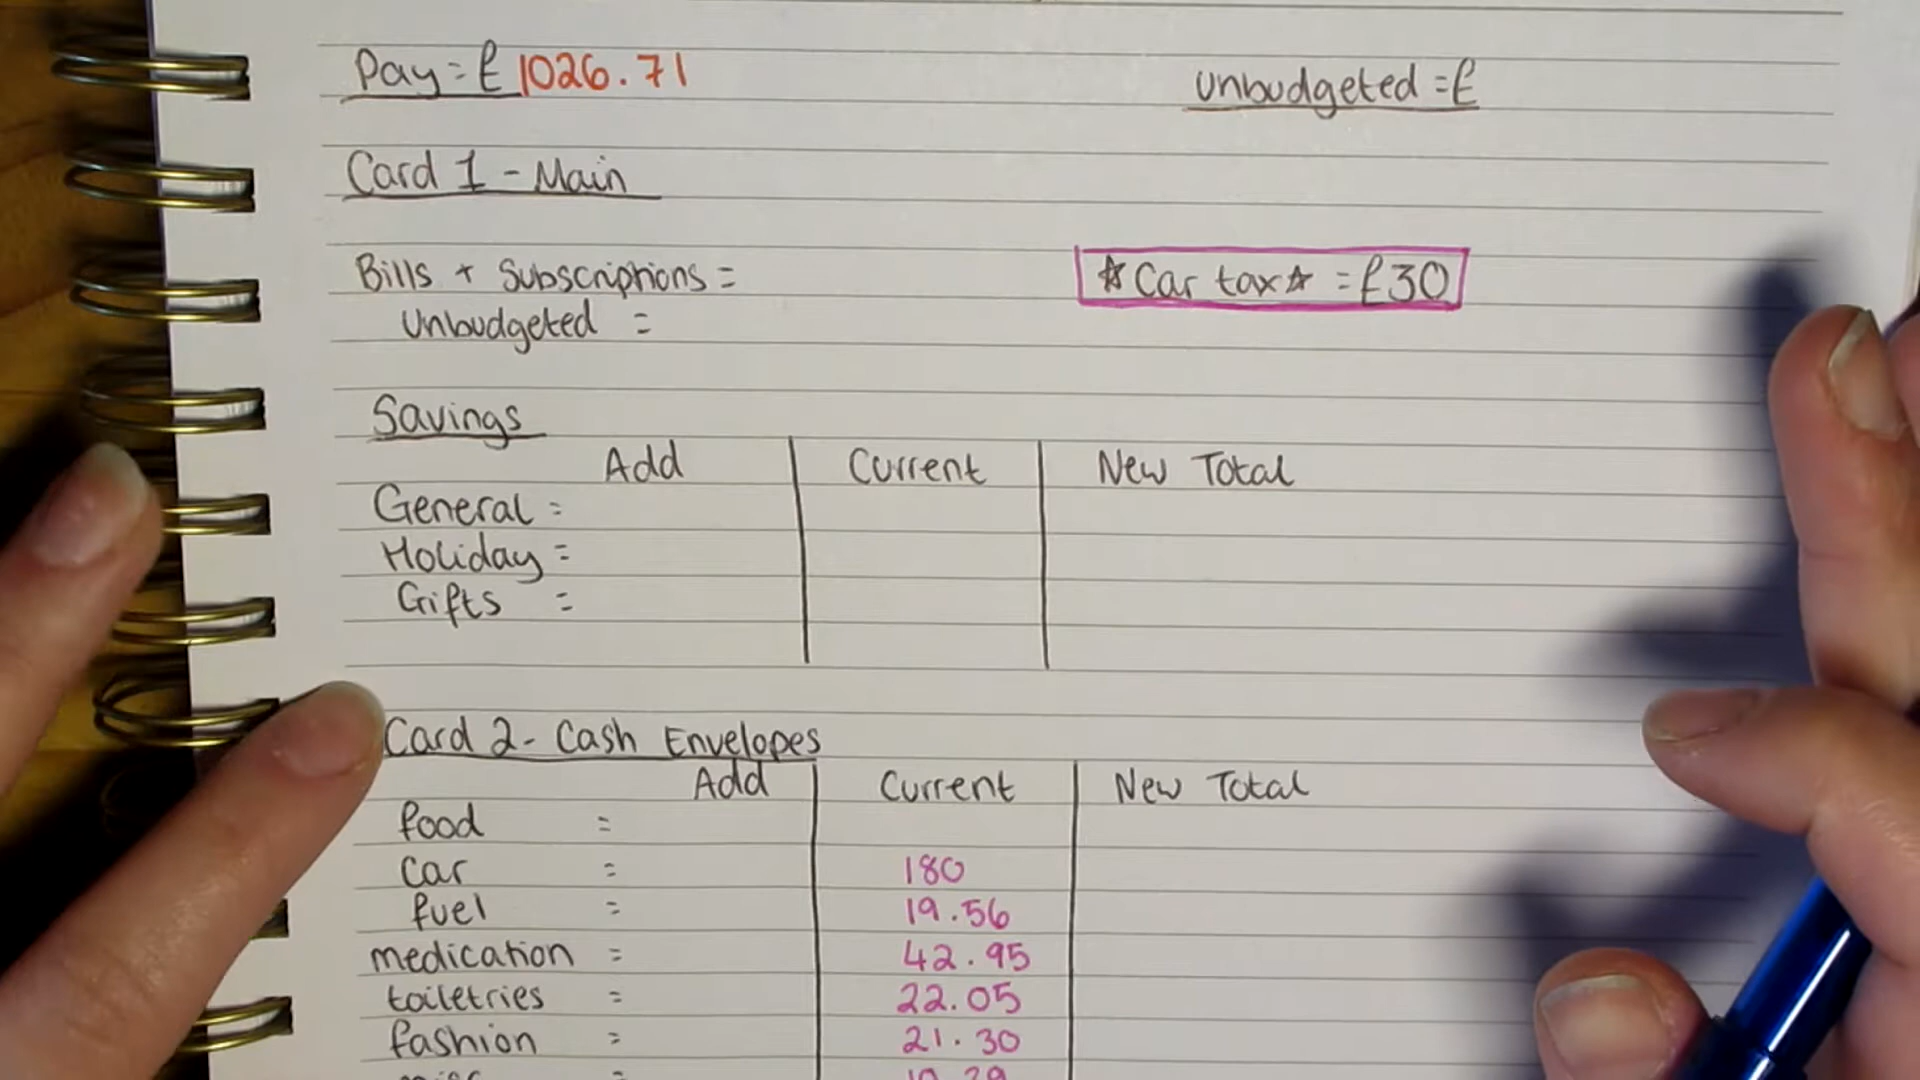 Pay = £1026.71
unbudgeted = £
Card 1 - Main
Bills + Subscriptions =
☆ Car tax ☆ = £30
Unbudgeted =
Savings
Add Current New Total
General =
Holiday =
Gifts =
Card 2 - Cash Envelopes
Add Current New Total
food =
car = 180
fuel = 19.56
medication = 42.95
toiletries = 22.05
fashion = 21.30